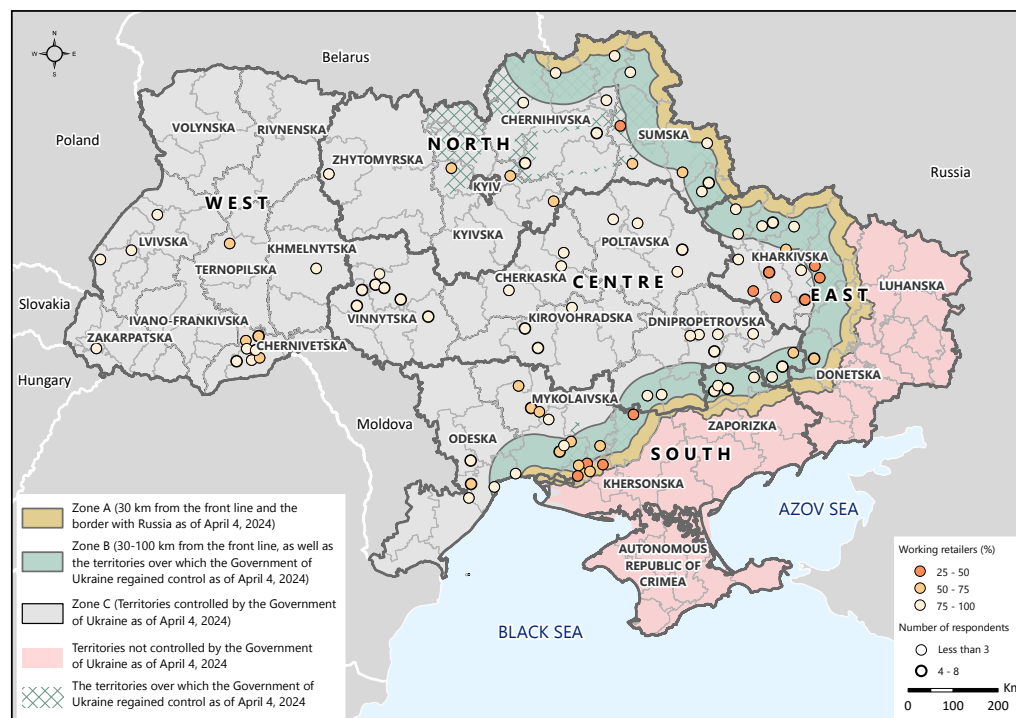 N
W E
S
Belarus
Poland
Russia
Slovakia
Hungary
Moldova
VOLYNSKA
RIVNENSKA
ZHYTOMYRSKA
NORTH
CHERNIHIVSKA
SUMSKA
KYIV
WEST
LVIVSKA
KHMELNYTSKA
TERNOPILSKA
KYIVSKA
POLTAVSKA
KHARKIVSKA
CHERKASKA
CENTRE
EAST
LUHANSKA
IVANO-FRANKIVSKA
ZAKARPATSKA
CHERNIVETSKA
VINNYTSKA
KIROVOHRADSKA
DNIPROPETROVSKA
DONETSKA
MYKOLAIVSKA
ODESKA
ZAPORIZKA
SOUTH
KHERSONSKA
AZOV SEA
AUTONOMOUS
REPUBLIC OF
CRIMEA
BLACK SEA
Zone A (30 km from the front line and the
border with Russia as of April 4, 2024)
Zone B (30-100 km from the front line, as well as
the territories over which the Government of
Ukraine regained control as of April 4, 2024)
Zone C (Territories controlled by the Government
of Ukraine as of April 4, 2024)
Territories not controlled by the Government
of Ukraine as of April 4, 2024
The territories over which the Government of
Ukraine regained control as of April 4, 2024
Working retailers (%)
25 - 50
50 - 75
75 - 100
Number of respondents
Less than 3
4 - 8
0 100 200